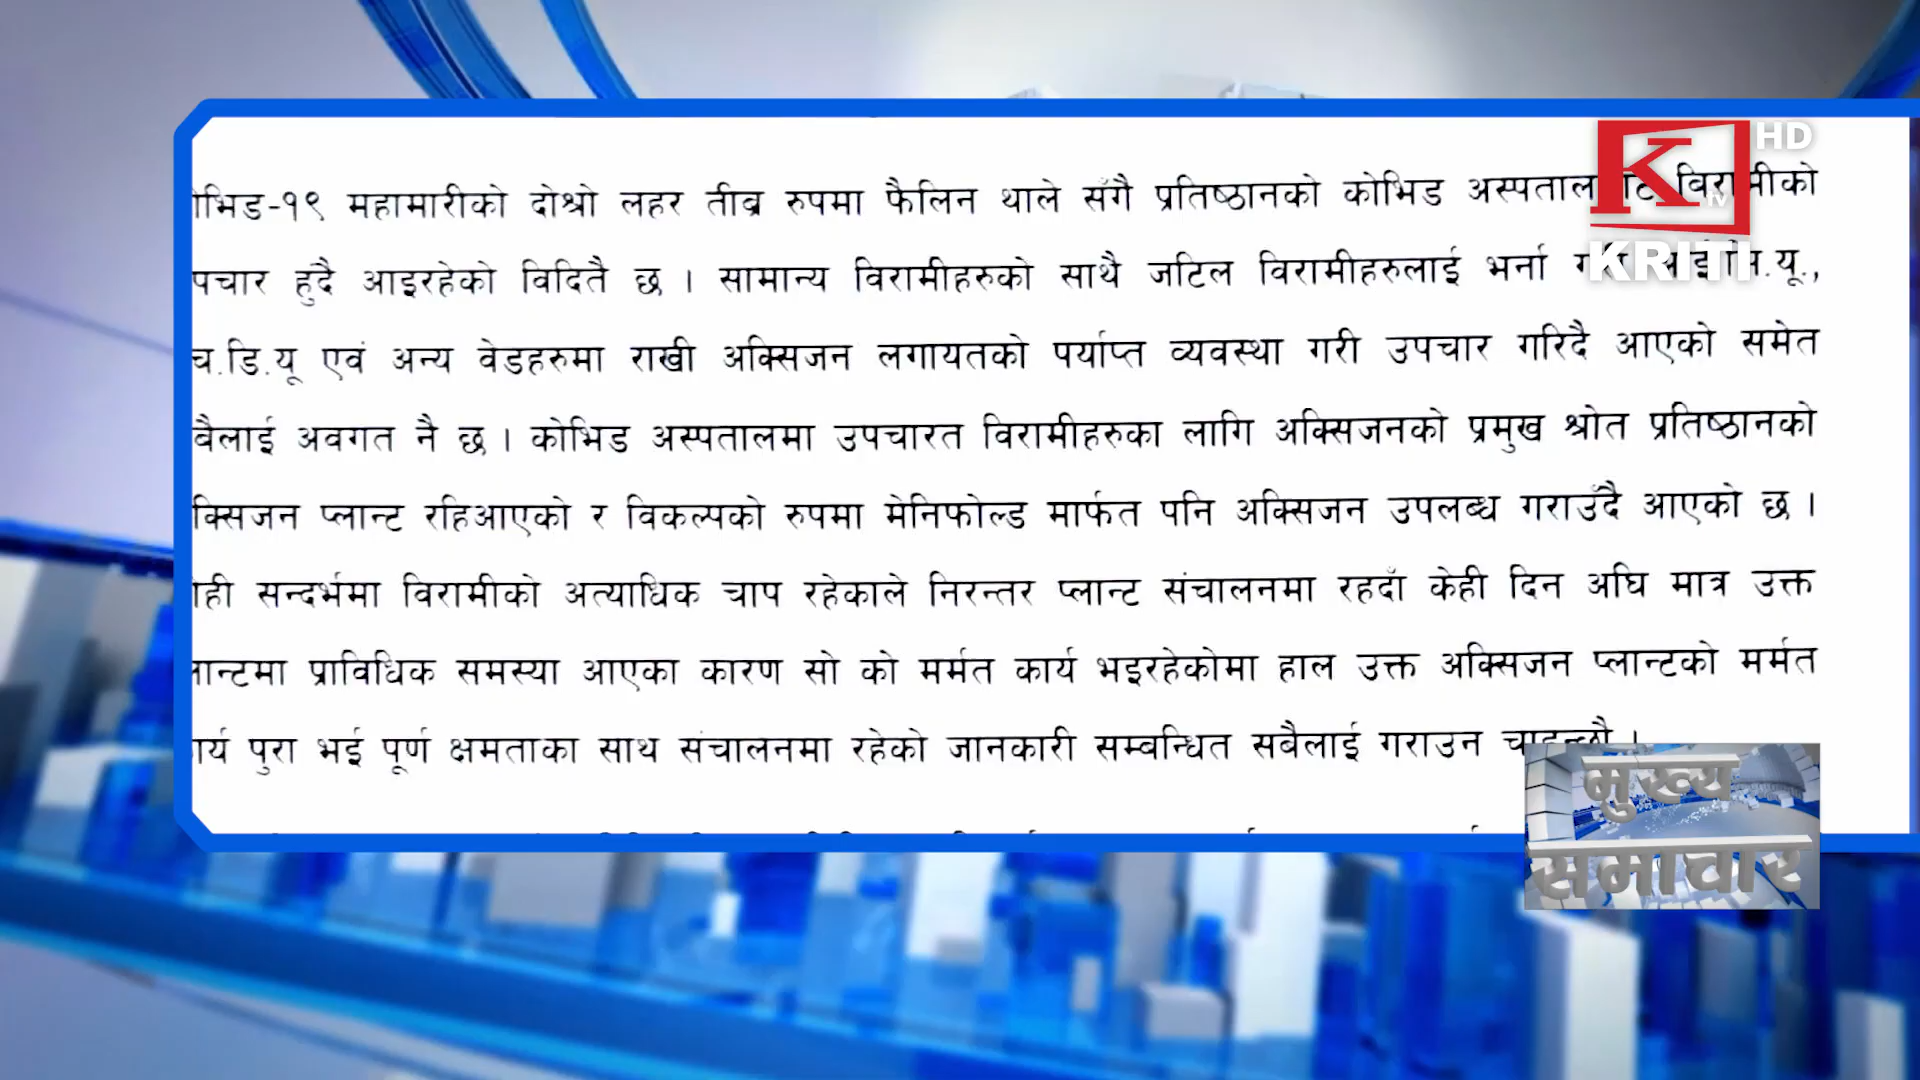 HD
K
tv
KRITI
भिड-१९ महामारीको दोश्रो लहर तीब्र रुपमा फैलिन थाले सँगै प्रतिष्ठानको कोभिड अस्पताल विरामीको
पचार हुदै आइरहेको विदितै छ । सामान्य विरामीहरुको साथै जटिल विरामीहरुलाई भर्ना .यू.,
च.डि.यू एवं अन्य वेडहरुमा राखी अक्सिजन लगायतको पर्याप्त व्यवस्था गरी उपचार गरिदै आएको समेत
बैलाई अवगत नै छ । कोभिड अस्पतालमा उपचारत विरामीहरुका लागि अक्सिजनको प्रमुख श्रोत प्रतिष्ठानको
क्सिजन प्लान्ट रहिआएको र विकल्पको रुपमा मेनिफोल्ड मार्फत पनि अक्सिजन उपलब्ध गराउँदै आएको छ ।
ही सन्दर्भमा विरामीको अत्याधिक चाप रहेकाले निरन्तर प्लान्ट संचालनमा रहदाँ केही दिन अघि मात्र उक्त
ान्टमा प्राविधिक समस्या आएका कारण सो को मर्मत कार्य भइरहेकोमा हाल उक्त अक्सिजन प्लान्टको मर्मत
ार्य पुरा भई पूर्ण क्षमताका साथ संचालनमा रहेको जानकारी सम्बन्धित सबैलाई गराउन चाहन्छौ ।
मुख्य
समाचार